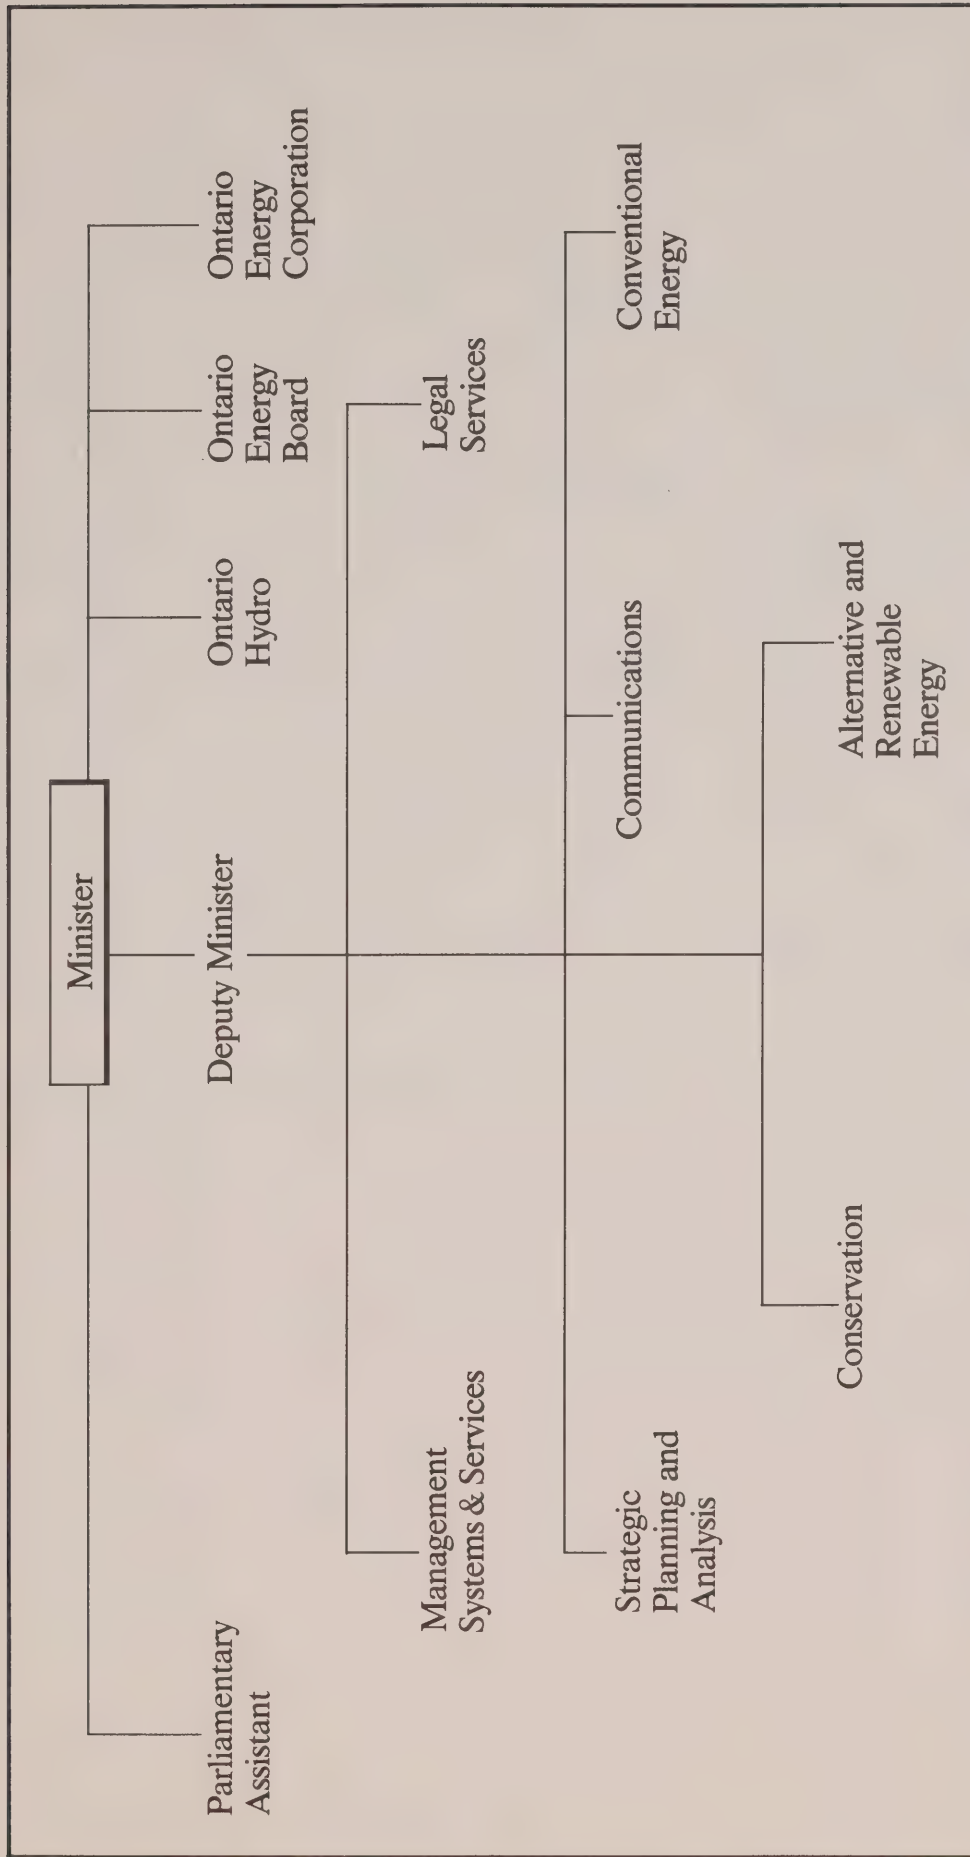 Minister
Parliamentary
Assistant
Deputy Minister
Ontario
Hydro
Ontario
Energy
Board
Ontario
Energy
Corporation
Management
Systems & Services
Legal
Services
Strategic
Planning and
Analysis
Communications
Conventional
Energy
Conservation
Alternative and
Renewable
Energy